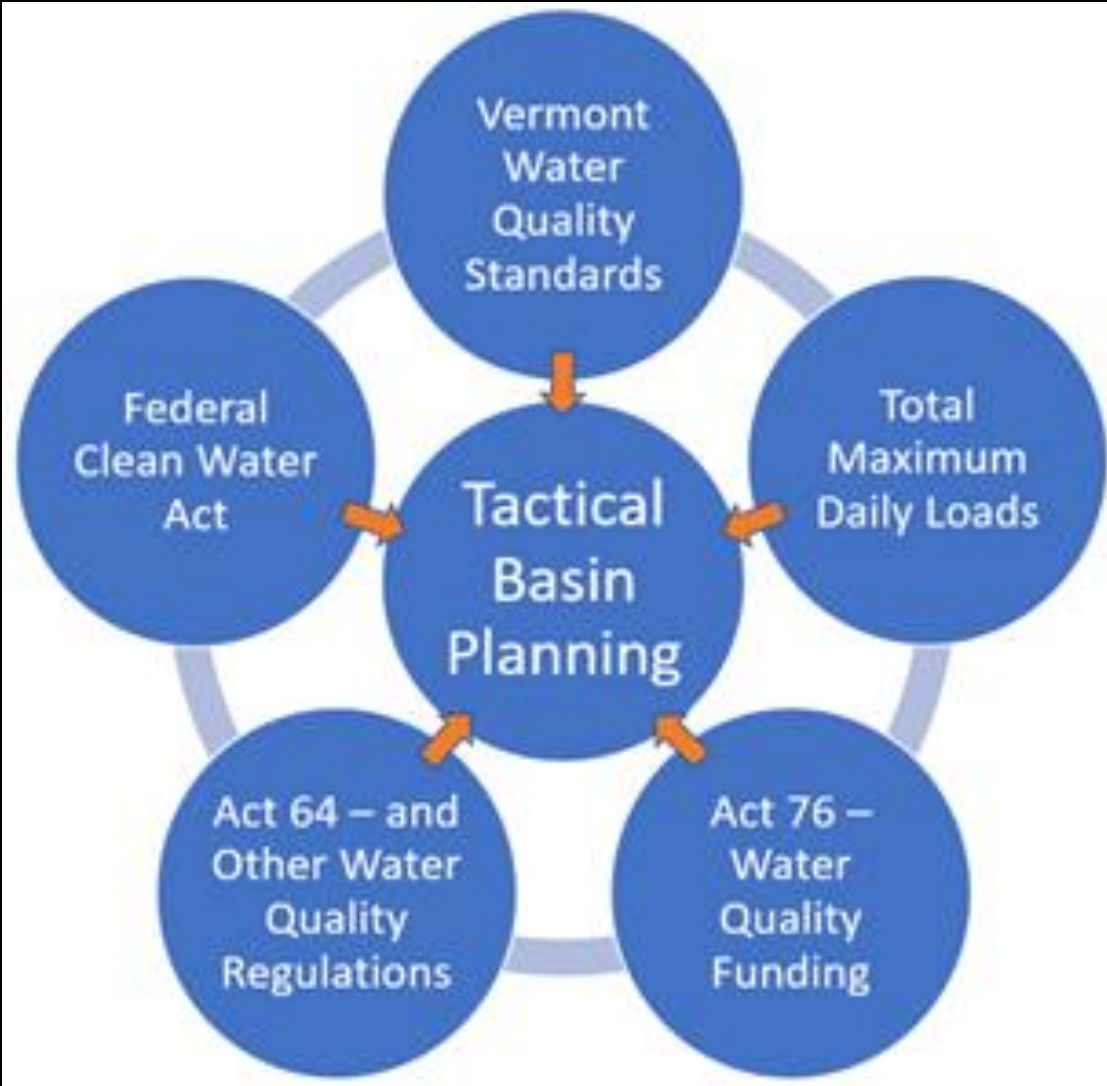 Vermont
Water
Quality
Standards
Federal
Clean Water
Act
Total
Maximum
Daily Loads
Tactical
Basin
Planning
Act 64 – and
Other Water
Quality
Regulations
Act 76 –
Water
Quality
Funding